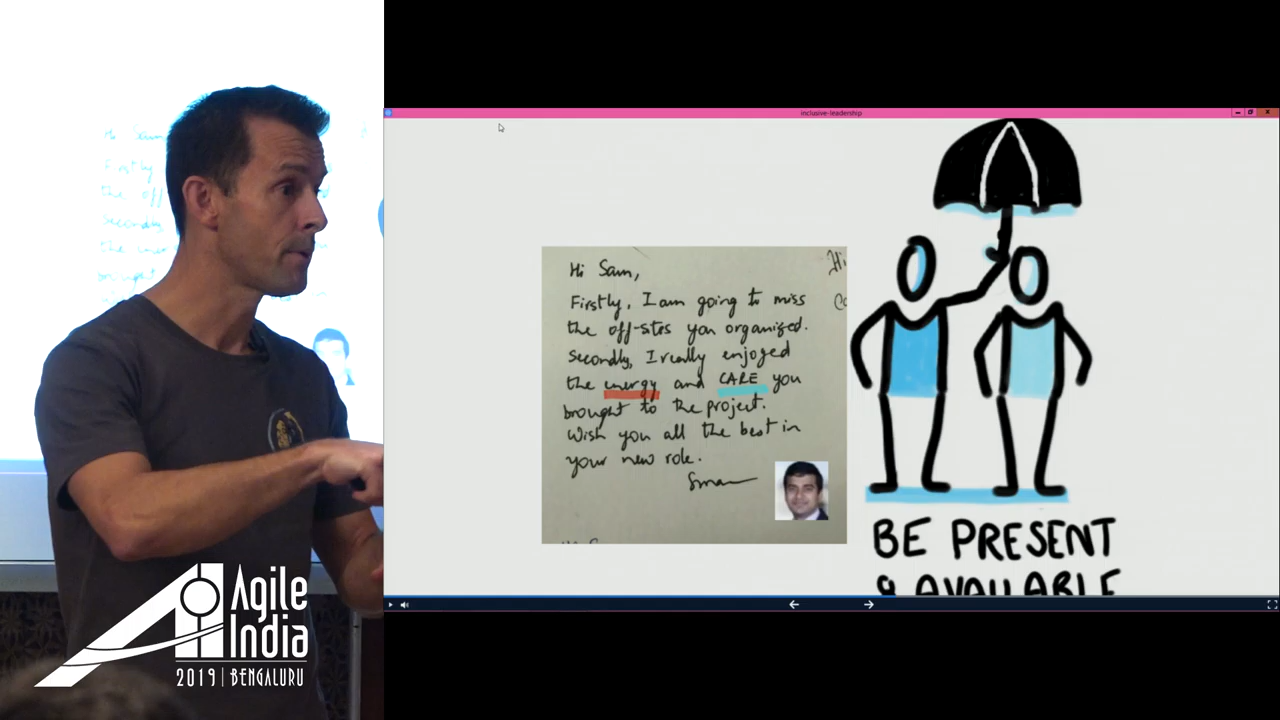 inclusive-leadership
Hi Sam,
Firstly, I am going to miss
the off-sites you organized.
Secondly, I really enjoyed
the energy and CARE you
brought to the project.
Wish you all the best in
your new role.
BE PRESENT
& AVAILABLE
Agile
India
2019 | BENGALURU